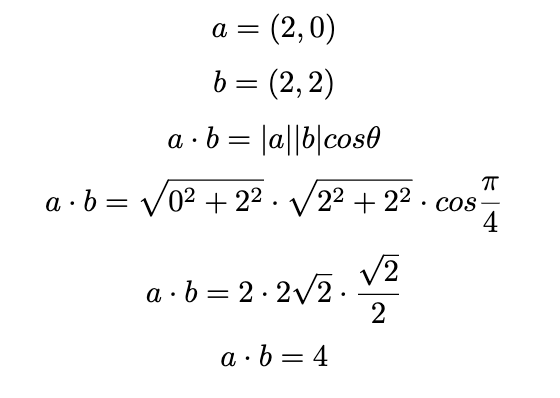 a = (2, 0)
b = (2, 2)
a · b = |a||b|cosθ
a · b = √(0² + 2²) · √(2² + 2²) · cos π/4
a · b = 2 · 2√2 · √2/2
a · b = 4